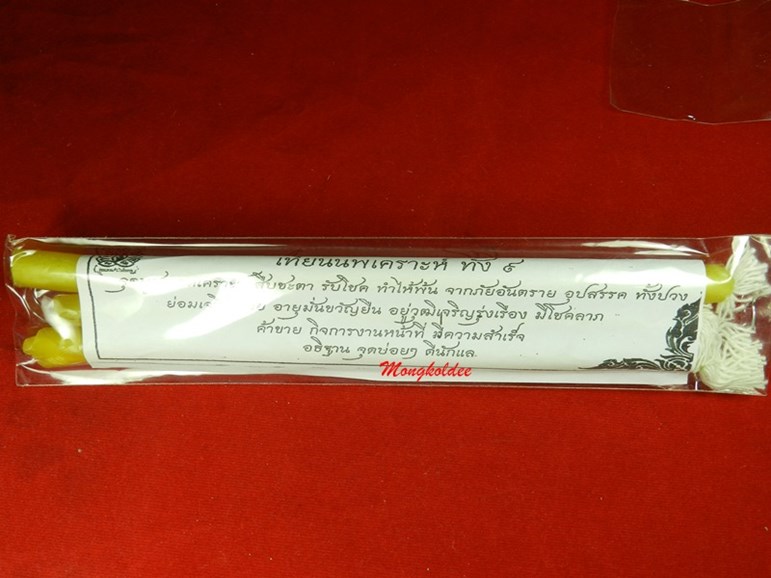 เทียนนพเคราะห์ ทั้ง ๙
สืบชะตา รับโชค ทำให้พ้น จากภัยอันตราย อุปสรรค ทั้งปวง
ย่อม อายุมั่นขวัญยืน อยู่วุฒิเจริญรุ่งเรือง มีโชคลาภ
ค้าขาย กิจการงานหน้าที่ มีความสำเร็จ
อธิฐาน จุดบ่อยๆ ดีนักแล.
Mongkoldee